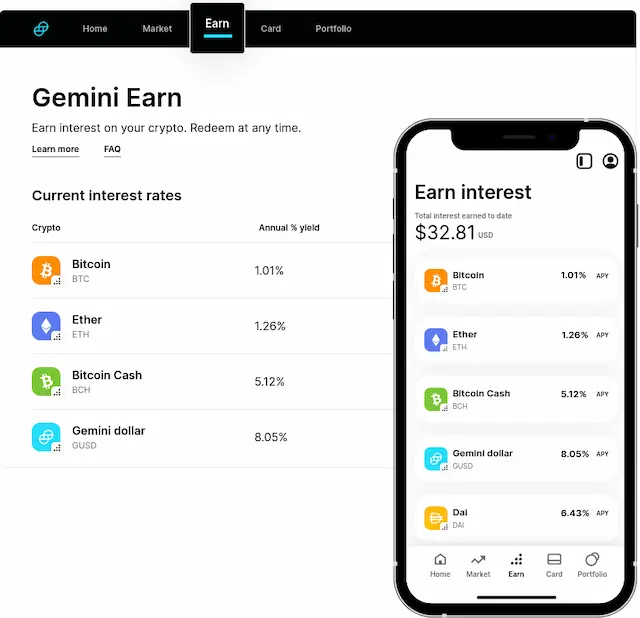 Home Market Earn Card Portfolio
Gemini Earn
Earn interest on your crypto. Redeem at any time.
Learn more FAQ
Current interest rates
Crypto Annual % yield
Bitcoin
BTC
1.01%
Ether
ETH
1.26%
Bitcoin Cash
BCH
5.12%
Gemini dollar
GUSD
8.05%
Earn interest
Total interest earned to date
$32.81 USD
Bitcoin
BTC
1.01% APY
Ether
ETH
1.26% APY
Bitcoin Cash
BCH
5.12% APY
Gemini dollar
GUSD
8.05% APY
Dai
DAI
6.43% APY
Home Market Earn Card Portfolio